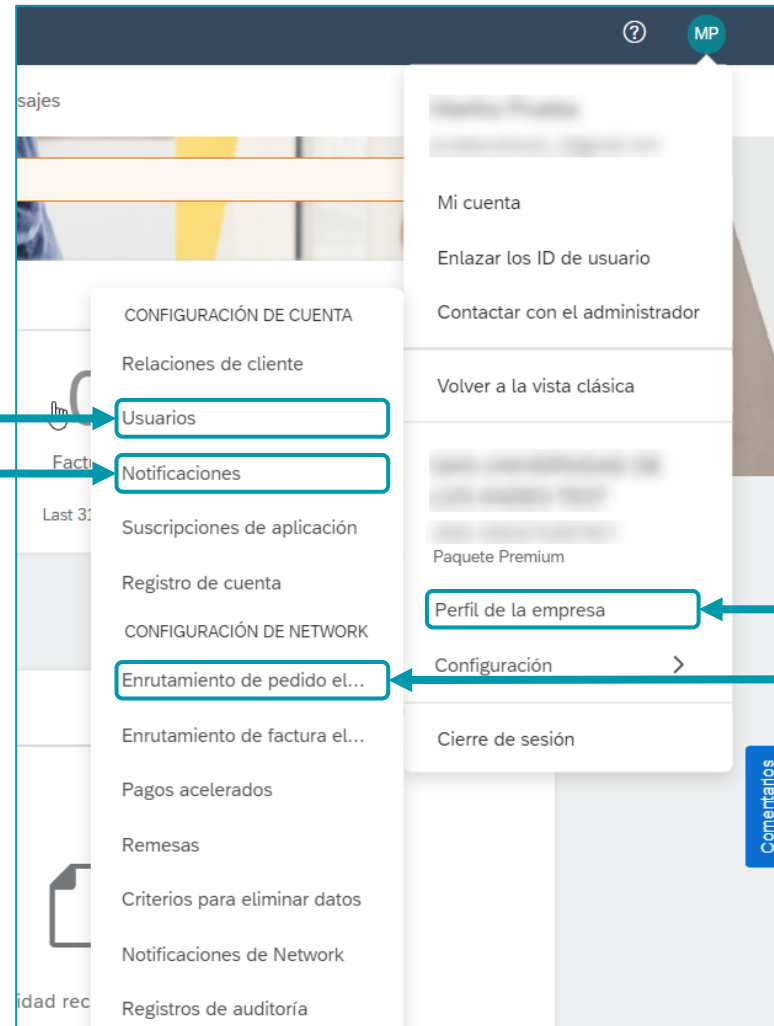 MP
sajes
Mi cuenta
Enlazar los ID de usuario
Contactar con el administrador
Volver a la vista clásica
Paquete Premium
Perfil de la empresa
Configuración
Cierre de sesión
CONFIGURACIÓN DE CUENTA
Relaciones de cliente
Usuarios
Notificaciones
Suscripciones de aplicación
Registro de cuenta
CONFIGURACIÓN DE NETWORK
Enrutamiento de pedido el...
Enrutamiento de factura el...
Pagos acelerados
Remesas
Criterios para eliminar datos
Notificaciones de Network
Registros de auditoría
Fact
Last 31
idad rec
Comentarios